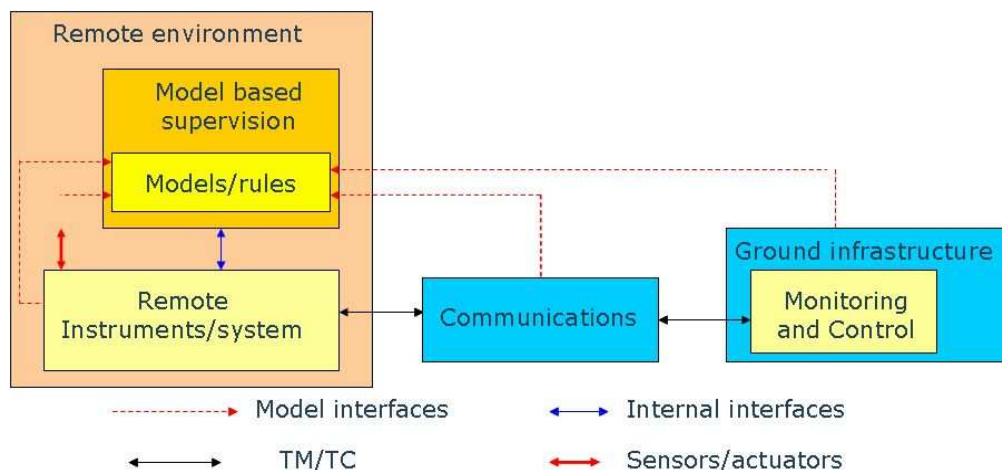 Remote environment
Model based
supervision
Models/rules
Ground infrastructure
Remote
Instruments/system
Communications
Monitoring
and Control
Model interfaces
Internal interfaces
TM/TC
Sensors/actuators